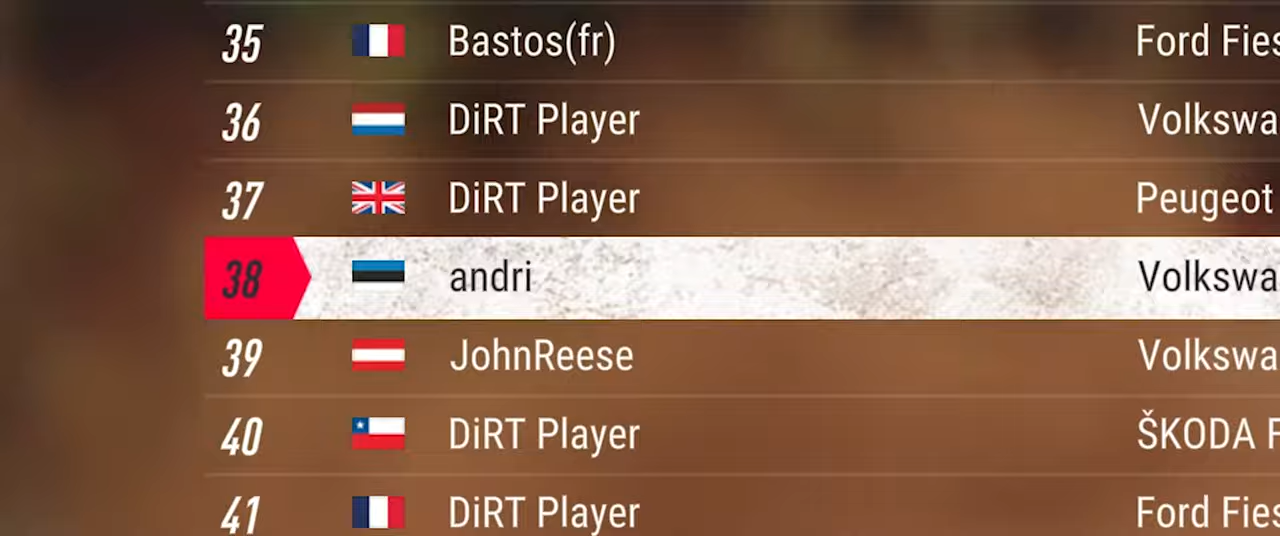 35 Bastos(fr) Ford Fies
36 DiRT Player Volkswa
37 DiRT Player Peugeot
38 andri Volkswa
39 JohnReese Volkswa
40 DiRT Player ŠKODA F
41 DiRT Player Ford Fies